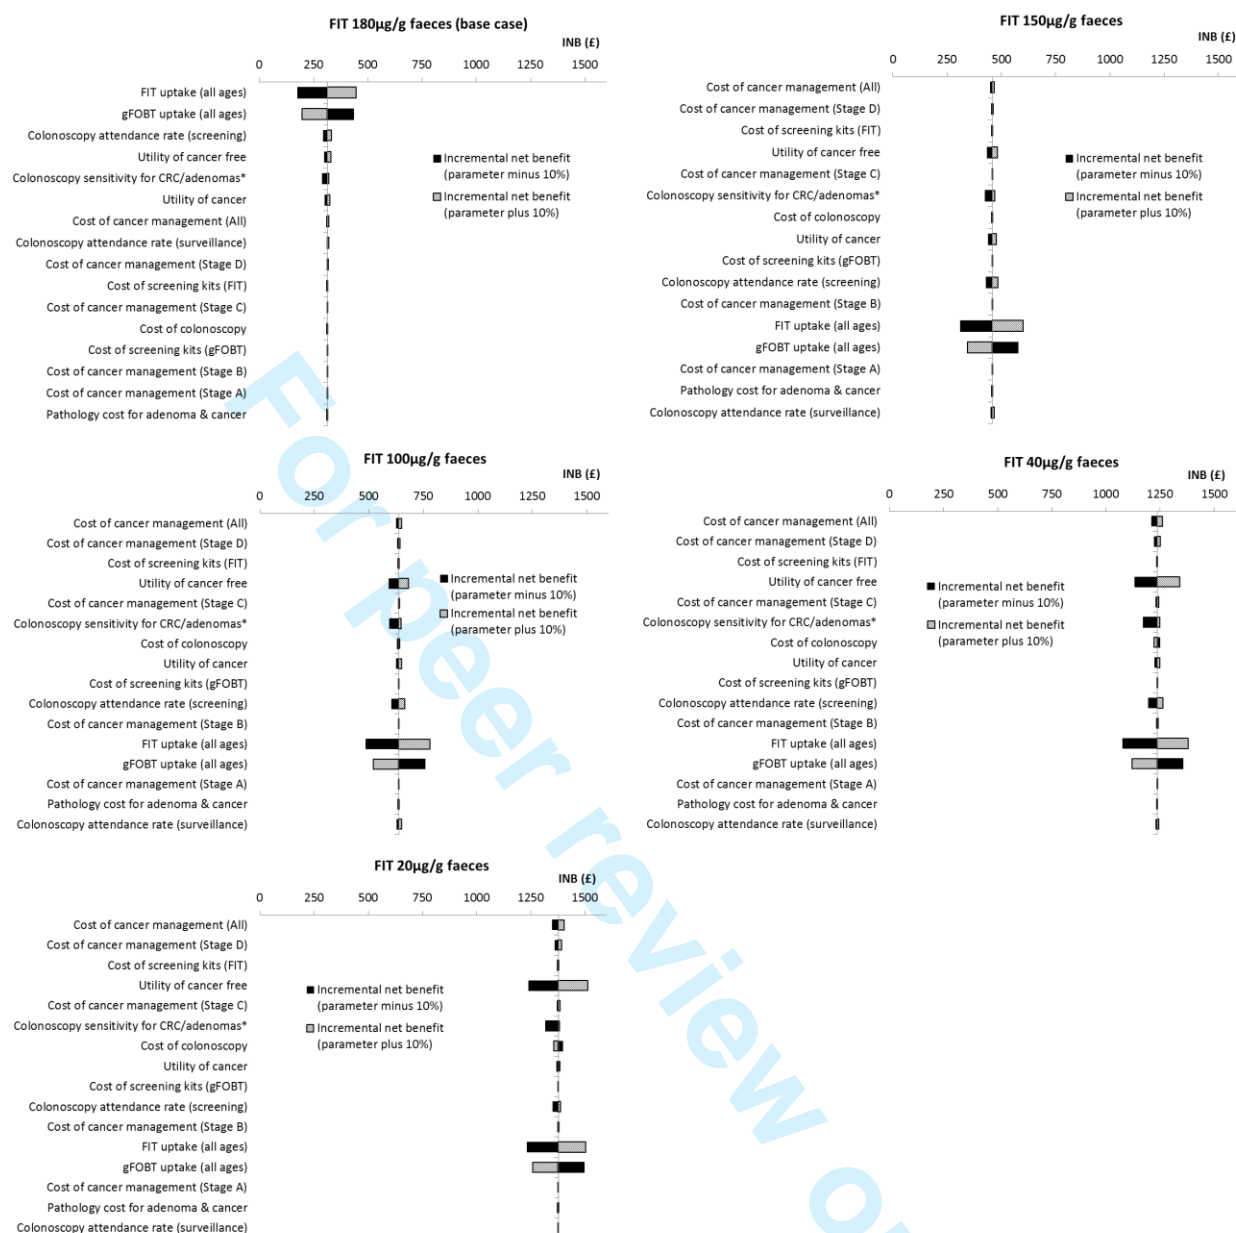 FIT 180µg/g faeces (base case)
INB (£)
0 250 500 750 1000 1250 1500
FIT uptake (all ages)
gFOBT uptake (all ages)
Colonoscopy attendance rate (screening)
Utility of cancer free
Colonoscopy sensitivity for CRC/adenomas*
Utility of cancer
Cost of cancer management (All)
Colonoscopy attendance rate (surveillance)
Cost of cancer management (Stage D)
Cost of screening kits (FIT)
Cost of cancer management (Stage C)
Cost of colonoscopy
Cost of screening kits (gFOBT)
Cost of cancer management (Stage B)
Cost of cancer management (Stage A)
Pathology cost for adenoma & cancer
Incremental net benefit
(parameter minus 10%)
Incremental net benefit
(parameter plus 10%)
FIT 150µg/g faeces
INB (£)
0 250 500 750 1000 1250 1500
Cost of cancer management (All)
Cost of cancer management (Stage D)
Cost of screening kits (FIT)
Utility of cancer free
Cost of cancer management (Stage C)
Colonoscopy sensitivity for CRC/adenomas*
Cost of colonoscopy
Utility of cancer
Cost of screening kits (gFOBT)
Colonoscopy attendance rate (screening)
Cost of cancer management (Stage B)
FIT uptake (all ages)
gFOBT uptake (all ages)
Cost of cancer management (Stage A)
Pathology cost for adenoma & cancer
Colonoscopy attendance rate (surveillance)
Incremental net benefit
(parameter minus 10%)
Incremental net benefit
(parameter plus 10%)
FIT 100µg/g faeces
INB (£)
0 250 500 750 1000 1250 1500
Cost of cancer management (All)
Cost of cancer management (Stage D)
Cost of screening kits (FIT)
Utility of cancer free
Cost of cancer management (Stage C)
Colonoscopy sensitivity for CRC/adenomas*
Cost of colonoscopy
Utility of cancer
Cost of screening kits (gFOBT)
Colonoscopy attendance rate (screening)
Cost of cancer management (Stage B)
FIT uptake (all ages)
gFOBT uptake (all ages)
Cost of cancer management (Stage A)
Pathology cost for adenoma & cancer
Colonoscopy attendance rate (surveillance)
Incremental net benefit
(parameter minus 10%)
Incremental net benefit
(parameter plus 10%)
FIT 40µg/g faeces
INB (£)
0 250 500 750 1000 1250 1500
Cost of cancer management (All)
Cost of cancer management (Stage D)
Cost of screening kits (FIT)
Utility of cancer free
Cost of cancer management (Stage C)
Colonoscopy sensitivity for CRC/adenomas*
Cost of colonoscopy
Utility of cancer
Cost of screening kits (gFOBT)
Colonoscopy attendance rate (screening)
Cost of cancer management (Stage B)
FIT uptake (all ages)
gFOBT uptake (all ages)
Cost of cancer management (Stage A)
Pathology cost for adenoma & cancer
Colonoscopy attendance rate (surveillance)
Incremental net benefit
(parameter minus 10%)
Incremental net benefit
(parameter plus 10%)
FIT 20µg/g faeces
INB (£)
0 250 500 750 1000 1250 1500
Cost of cancer management (All)
Cost of cancer management (Stage D)
Cost of screening kits (FIT)
Utility of cancer free
Cost of cancer management (Stage C)
Colonoscopy sensitivity for CRC/adenomas*
Cost of colonoscopy
Utility of cancer
Cost of screening kits (gFOBT)
Colonoscopy attendance rate (screening)
Cost of cancer management (Stage B)
FIT uptake (all ages)
gFOBT uptake (all ages)
Cost of cancer management (Stage A)
Pathology cost for adenoma & cancer
Colonoscopy attendance rate (surveillance)
Incremental net benefit
(parameter minus 10%)
Incremental net benefit
(parameter plus 10%)
For peer review